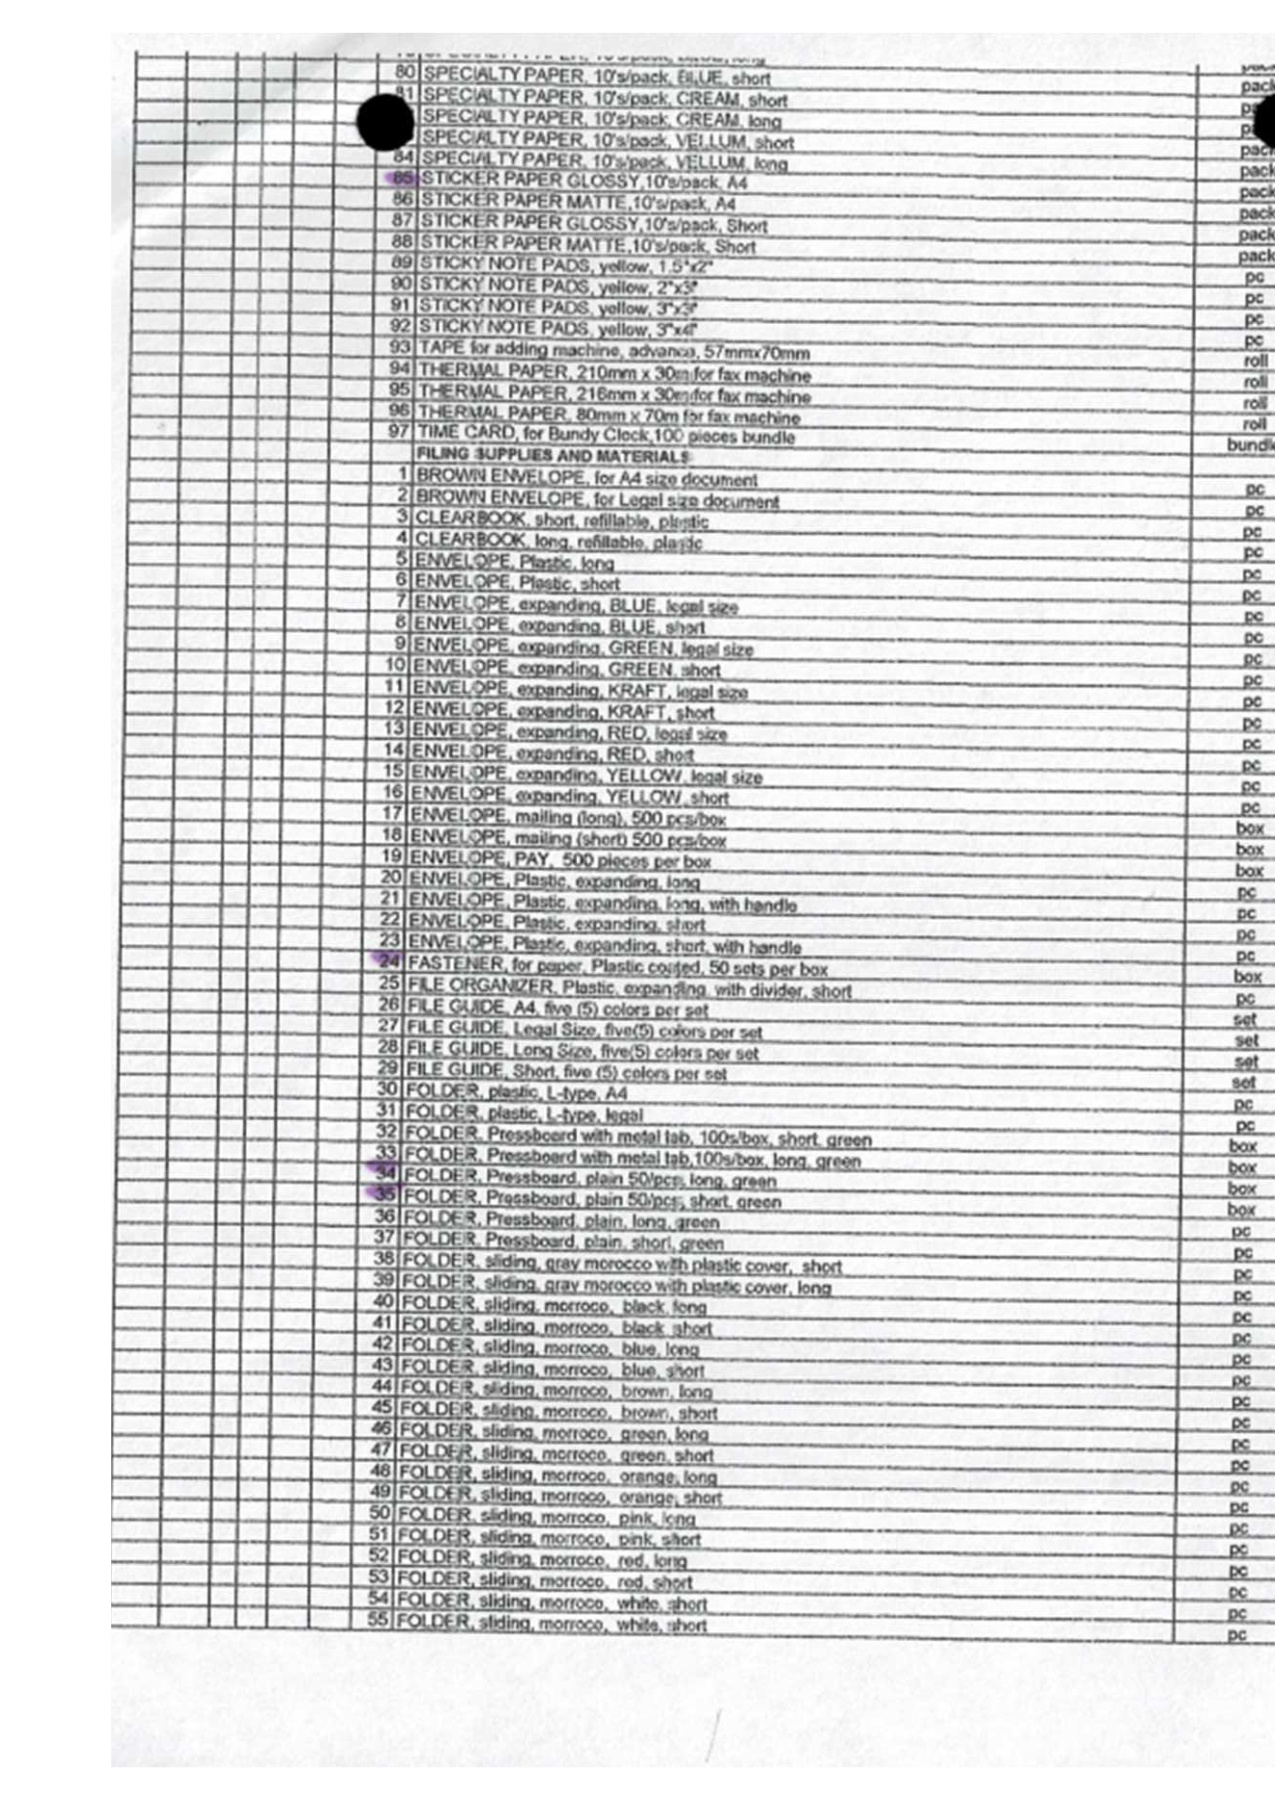 80 SPECIALTY PAPER, 10's/pack, BLUE, short pack
81 SPECIALTY PAPER, 10's/pack, CREAM, short
SPECIALTY PAPER, 10's/pack, CREAM, long
SPECIALTY PAPER, 10's/pack, VELLUM, short pack
84 SPECIALTY PAPER, 10's/pack, VELLUM, long pack
85 STICKER PAPER GLOSSY,10's/pack, A4 pack
86 STICKER PAPER MATTE,10's/pack, A4 pack
87 STICKER PAPER GLOSSY,10's/pack, Short pack
88 STICKER PAPER MATTE,10's/pack, Short pack
89 STICKY NOTE PADS, yellow, 1.5"x2" pc
90 STICKY NOTE PADS, yellow, 2"x3" pc
91 STICKY NOTE PADS, yellow, 3"x3" pc
92 STICKY NOTE PADS, yellow, 3"x4" pc
93 TAPE for adding machine, advance, 57mmx70mm roll
94 THERMAL PAPER, 210mm x 30m for fax machine roll
95 THERMAL PAPER, 216mm x 30m for fax machine roll
96 THERMAL PAPER, 80mm x 70m for fax machine roll
97 TIME CARD, for Bundy Clock,100 pieces bundle bundle
FILING SUPPLIES AND MATERIALS
1 BROWN ENVELOPE, for A4 size document pc
2 BROWN ENVELOPE, for Legal size document pc
3 CLEARBOOK, short, refillable, plastic pc
4 CLEARBOOK, long, refillable, plastic pc
5 ENVELOPE, Plastic, long pc
6 ENVELOPE, Plastic, short pc
7 ENVELOPE, expanding, BLUE, legal size pc
8 ENVELOPE, expanding, BLUE, short pc
9 ENVELOPE, expanding, GREEN, legal size pc
10 ENVELOPE, expanding, GREEN, short pc
11 ENVELOPE, expanding, KRAFT, legal size pc
12 ENVELOPE, expanding, KRAFT, short pc
13 ENVELOPE, expanding, RED, legal size pc
14 ENVELOPE, expanding, RED, short pc
15 ENVELOPE, expanding, YELLOW, legal size pc
16 ENVELOPE, expanding, YELLOW, short pc
17 ENVELOPE, mailing (long), 500 pcs/box box
18 ENVELOPE, mailing (short) 500 pcs/box box
19 ENVELOPE, PAY, 500 pieces per box box
20 ENVELOPE, Plastic, expanding, long pc
21 ENVELOPE, Plastic, expanding, long, with handle pc
22 ENVELOPE, Plastic, expanding, short pc
23 ENVELOPE, Plastic, expanding, short, with handle pc
24 FASTENER, for paper, Plastic coated, 50 sets per box box
25 FILE ORGANIZER, Plastic, expanding, with divider, short pc
26 FILE GUIDE, A4, five (5) colors per set set
27 FILE GUIDE, Legal Size, five(5) colors per set set
28 FILE GUIDE, Long Size, five(5) colors per set set
29 FILE GUIDE, Short, five (5) colors per set set
30 FOLDER, plastic, L-type, A4 pc
31 FOLDER, plastic, L-type, legal pc
32 FOLDER, Pressboard with metal tab, 100s/box, short, green box
33 FOLDER, Pressboard with metal tab,100s/box, long, green box
34 FOLDER, Pressboard, plain 50/pcs, long, green box
35 FOLDER, Pressboard, plain 50/pcs, short, green box
36 FOLDER, Pressboard, plain, long, green pc
37 FOLDER, Pressboard, plain, short, green pc
38 FOLDER, sliding, gray morocco with plastic cover, short pc
39 FOLDER, sliding, gray morocco with plastic cover, long pc
40 FOLDER, sliding, morroco, black, long pc
41 FOLDER, sliding, morroco, black, short pc
42 FOLDER, sliding, morroco, blue, long pc
43 FOLDER, sliding, morroco, blue, short pc
44 FOLDER, sliding, morroco, brown, long pc
45 FOLDER, sliding, morroco, brown, short pc
46 FOLDER, sliding, morroco, green, long pc
47 FOLDER, sliding, morroco, green, short pc
48 FOLDER, sliding, morroco, orange, long pc
49 FOLDER, sliding, morroco, orange, short pc
50 FOLDER, sliding, morroco, pink, long pc
51 FOLDER, sliding, morroco, pink, short pc
52 FOLDER, sliding, morroco, red, long pc
53 FOLDER, sliding, morroco, red, short pc
54 FOLDER, sliding, morroco, white, short pc
55 FOLDER, sliding, morroco, white, short pc